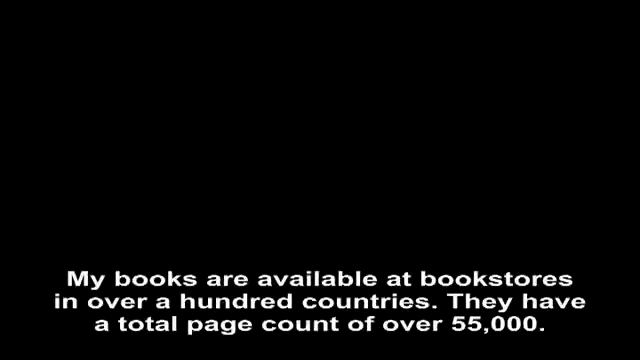 My books are available at bookstores
in over a hundred countries. They have
a total page count of over 55,000.